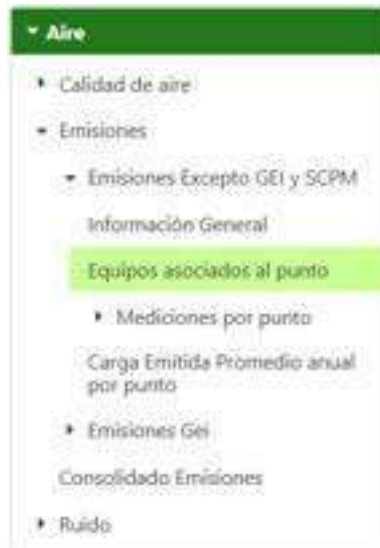 Aire
Calidad de aire
Emisiones
Emisiones Excepto GEI y SCPM
Información General
Equipos asociados al punto
Mediciones por punto
Carga Emitida Promedio anual
por punto
Emisiones Gei
Consolidado Emisiones
Ruido